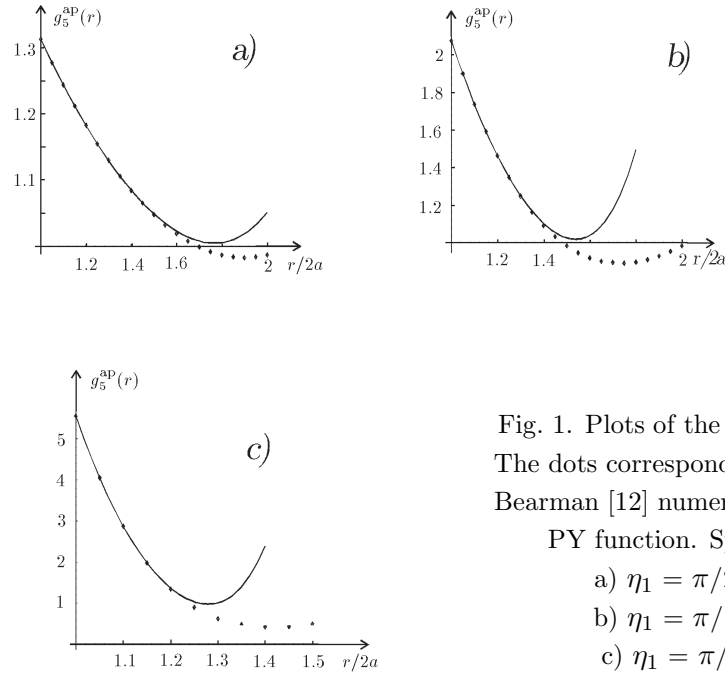 g_5^{ap}(r)
a)
1.3
1.2
1.1
1.2 1.4 1.6 2 r/2a
g_5^{ap}(r)
b)
2
1.8
1.6
1.4
1.2
1.2 1.4 2 r/2a
g_5^{ap}(r)
c)
5
4
3
2
1
1.1 1.2 1.3 1.4 1.5 r/2a
Fig. 1. Plots of the
The dots correspond
Bearman [12] numer
PY function. S
a) η_1 = π/
b) η_1 = π/
c) η_1 = π/